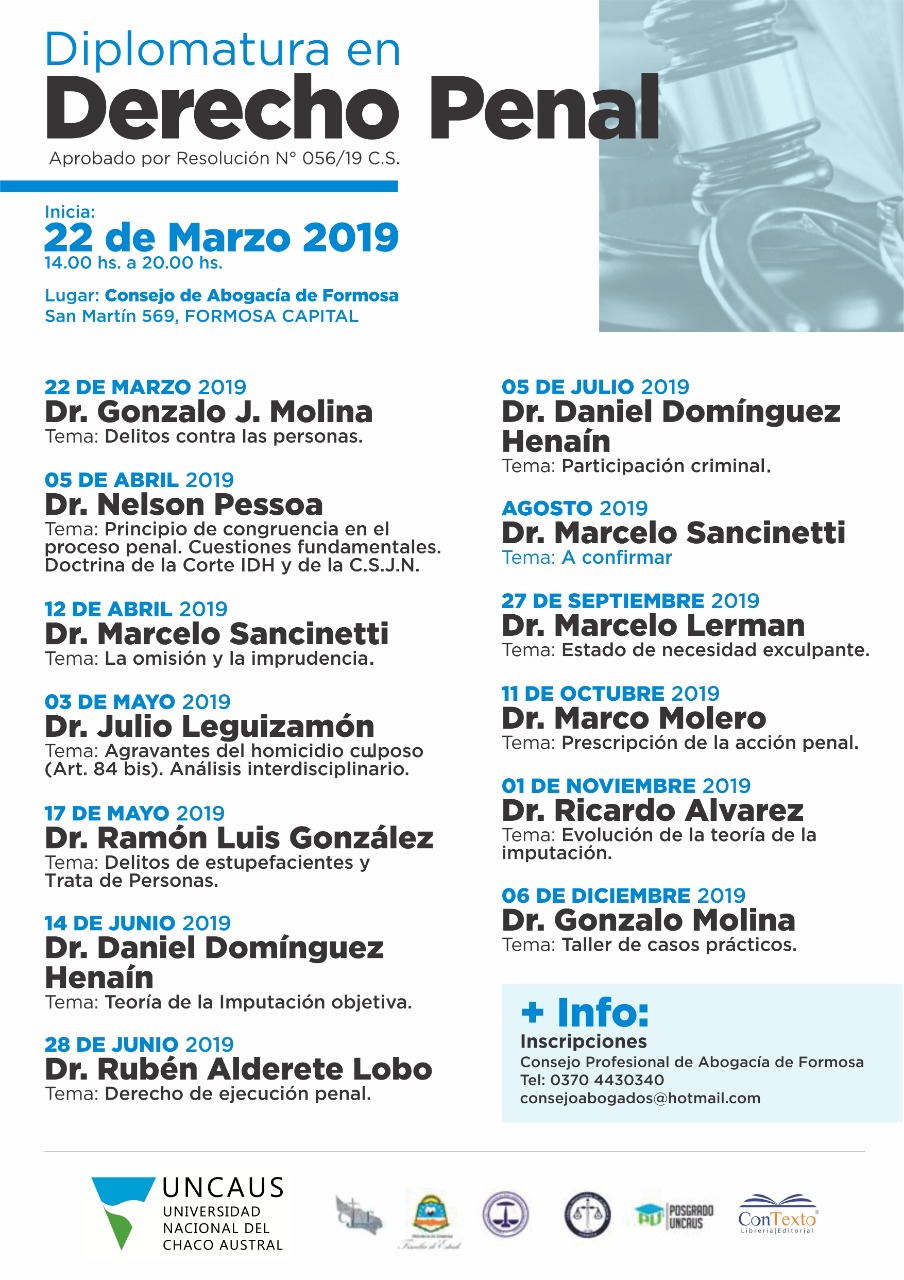 Diplomatura en
Derecho Penal
Aprobado por Resolución N° 056/19 C.S.
Inicia:
22 de Marzo 2019
14.00 hs. a 20.00 hs.
Lugar: Consejo de Abogacía de Formosa
San Martín 569, FORMOSA CAPITAL
22 DE MARZO 2019
Dr. Gonzalo J. Molina
Tema: Delitos contra las personas.
05 DE ABRIL 2019
Dr. Nelson Pessoa
Tema: Principio de congruencia en el
proceso penal. Cuestiones fundamentales.
Doctrina de la Corte IDH y de la C.S.J.N.
12 DE ABRIL 2019
Dr. Marcelo Sancinetti
Tema: La omisión y la imprudencia.
03 DE MAYO 2019
Dr. Julio Leguizamón
Tema: Agravantes del homicidio culposo
(Art. 84 bis). Análisis interdisciplinario.
17 DE MAYO 2019
Dr. Ramón Luis González
Tema: Delitos de estupefacientes y
Trata de Personas.
14 DE JUNIO 2019
Dr. Daniel Domínguez
Henaín
Tema: Teoría de la Imputación objetiva.
28 DE JUNIO 2019
Dr. Rubén Alderete Lobo
Tema: Derecho de ejecución penal.
05 DE JULIO 2019
Dr. Daniel Domínguez
Henaín
Tema: Participación criminal.
AGOSTO 2019
Dr. Marcelo Sancinetti
Tema: A confirmar
27 DE SEPTIEMBRE 2019
Dr. Marcelo Lerman
Tema: Estado de necesidad exculpante.
11 DE OCTUBRE 2019
Dr. Marco Molero
Tema: Prescripción de la acción penal.
01 DE NOVIEMBRE 2019
Dr. Ricardo Alvarez
Tema: Evolución de la teoría de la
imputación.
06 DE DICIEMBRE 2019
Dr. Gonzalo Molina
Tema: Taller de casos prácticos.
+ Info:
Inscripciones
Consejo Profesional de Abogacía de Formosa
Tel: 0370 4430340
consejoabogados@hotmail.com
UNCAUS
UNIVERSIDAD
NACIONAL DEL
CHACO AUSTRAL
POSGRADO
UNCAUS
ConTexto
Librería|Editorial